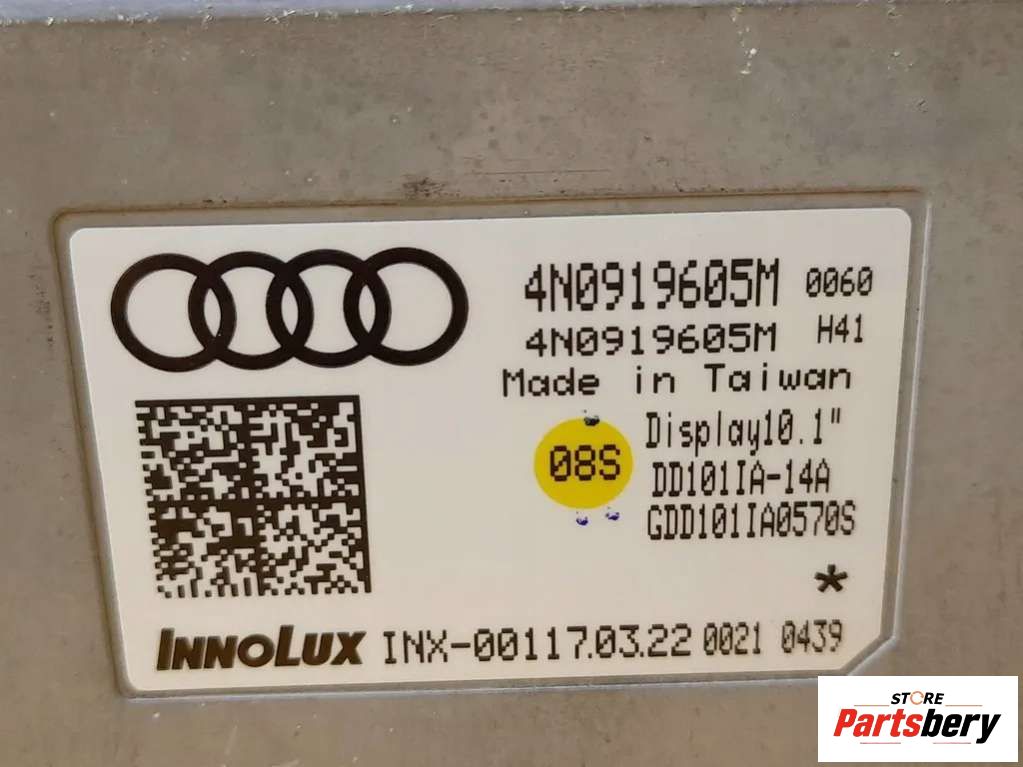 4N0919605M 0060
4N0919605M H41
Made in Taiwan
Display10.1"
08S
DD101IA-14A
GDD101IA0570S
*
INNOLUX INX-00117.03.22 0021 0439
STORE
Partsbery